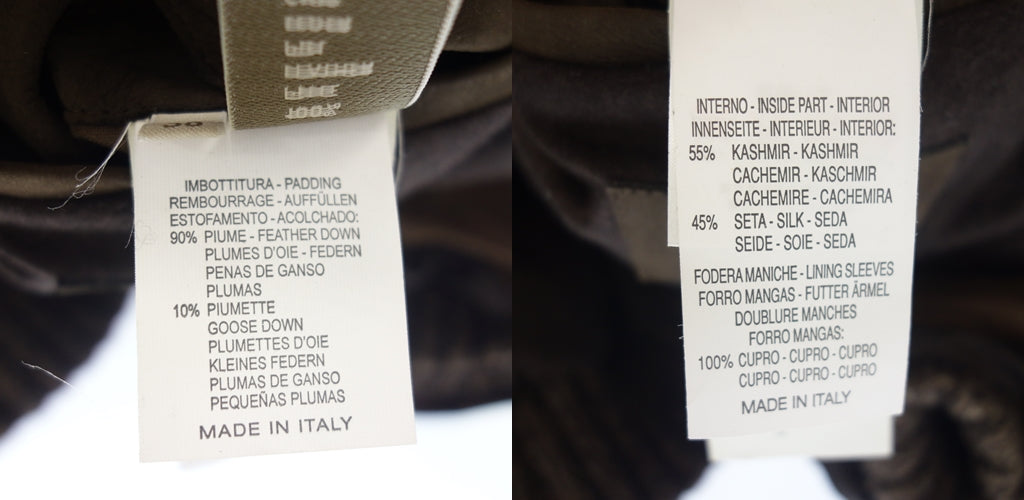 IMBOTTITURA - PADDING
REMBOURRAGE - AUFFÜLLEN
ESTOFAMENTO - ACOLCHADO:
90% PIUME - FEATHER DOWN
PLUMES D'OIE - FEDERN
PENAS DE GANSO
PLUMAS
10% PIUMETTE
GOOSE DOWN
PLUMETTES D'OIE
KLEINES FEDERN
PLUMAS DE GANSO
PEQUEÑAS PLUMAS
MADE IN ITALY
INTERNO - INSIDE PART - INTERIOR
INNENSEITE - INTERIEUR - INTERIOR:
55% KASHMIR - KASHMIR
CACHEMIR - KASCHMIR
CACHEMIRE - CACHEMIRA
45% SETA - SILK - SEDA
SEIDE - SOIE - SEDA
FODERA MANICHE - LINING SLEEVES
FORRO MANGAS - FUTTER ÄRMEL
DOUBLURE MANCHES
FORRO MANGAS:
100% CUPRO - CUPRO - CUPRO
CUPRO - CUPRO - CUPRO
MADE IN ITALY